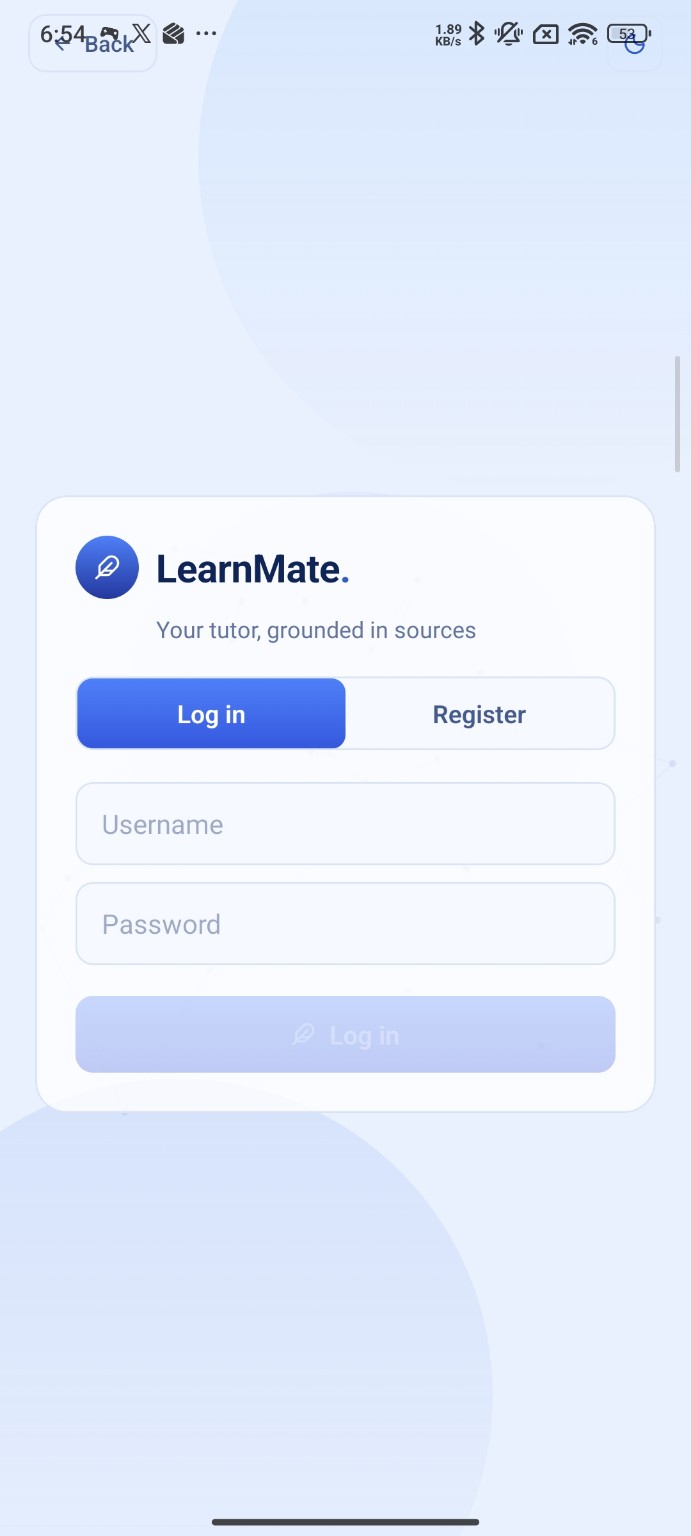 6:54
1.89
KB/s
6
53
Back
LearnMate.
Your tutor, grounded in sources
Log in
Register
Username
Password
Log in